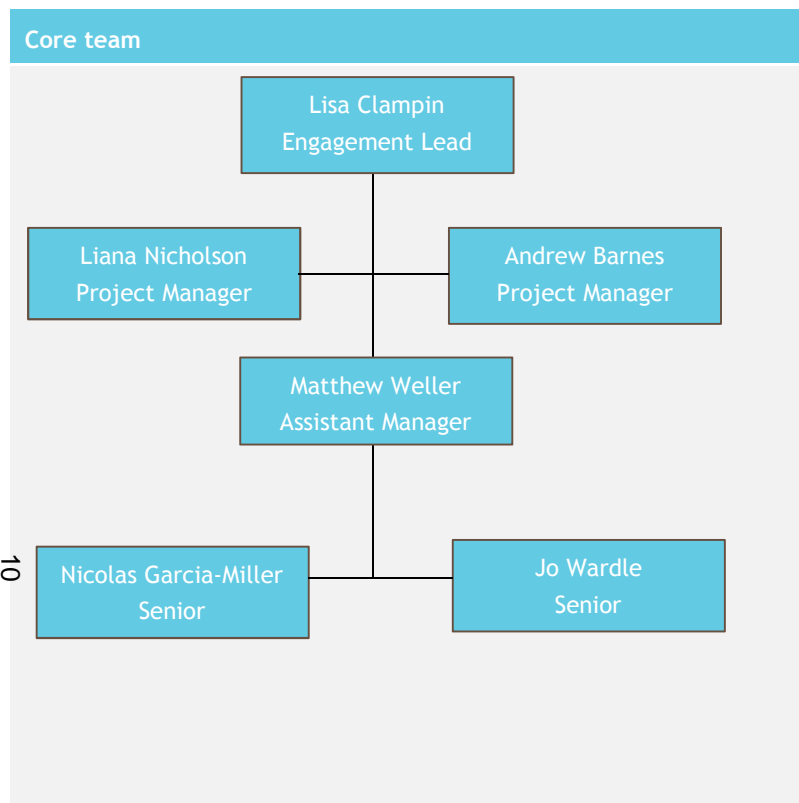 Core team
Lisa Clampin
Engagement Lead
Liana Nicholson
Project Manager
Andrew Barnes
Project Manager
Matthew Weller
Assistant Manager
Nicolas Garcia-Miller
Senior
Jo Wardle
Senior
10